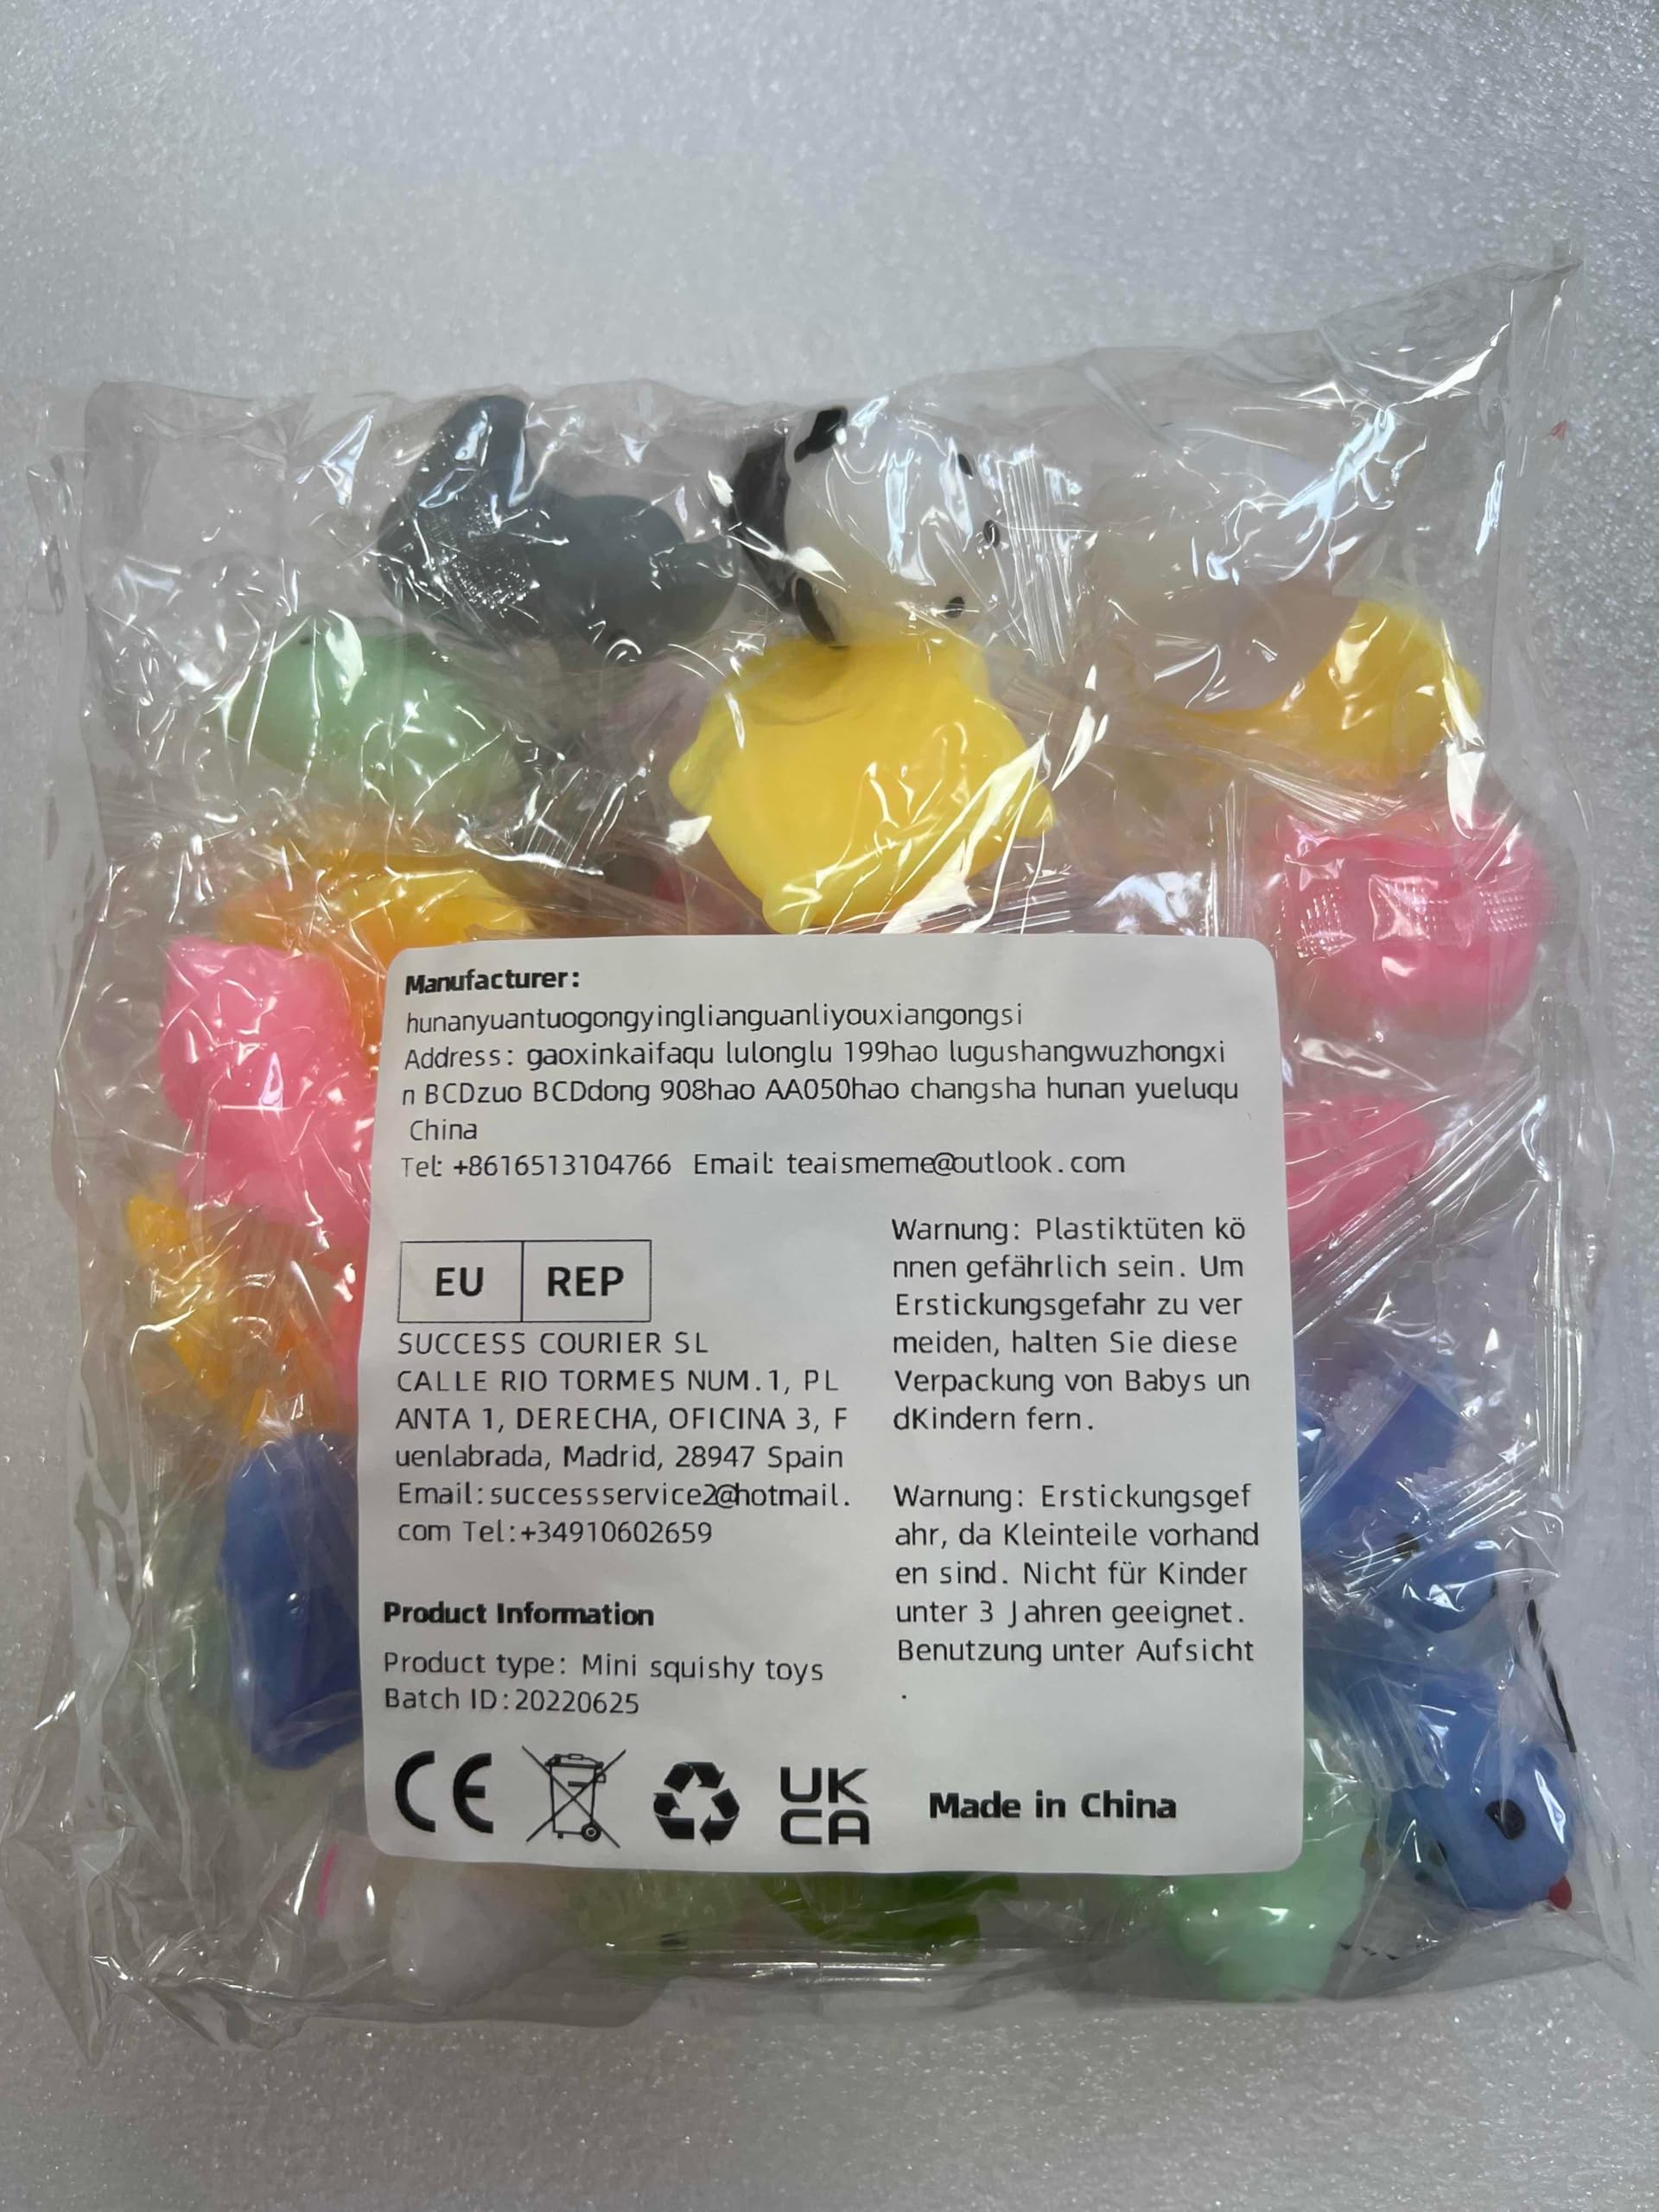 Manufacturer:
hunanyuantuogongyinglianguanliyouxiangongsi
Address: gaoxinkaifaqu lulonglu 199hao lugushangwuzhongxi
n BCDzuo BCDdong 908hao AA050hao changsha hunan yueluqu
China
Tel: +8616513104766 Email: teaismeme@outlook.com
EU REP
SUCCESS COURIER SL
CALLE RIO TORMES NUM.1, PL
ANTA 1, DERECHA, OFICINA 3, F
uenlabrada, Madrid, 28947 Spain
Email:successservice2@hotmail.
com Tel:+34910602659
Product Information
Product type: Mini squishy toys
Batch ID:20220625
Warnung: Plastiktüten kö
nnen gefährlich sein. Um
Erstickungsgefahr zu ver
meiden, halten Sie diese
Verpackung von Babys un
dKindern fern.
Warnung: Erstickungsgef
ahr, da Kleinteile vorhand
en sind. Nicht für Kinder
unter 3 Jahren geeignet.
Benutzung unter Aufsicht
.
CE
UK
CA
Made in China